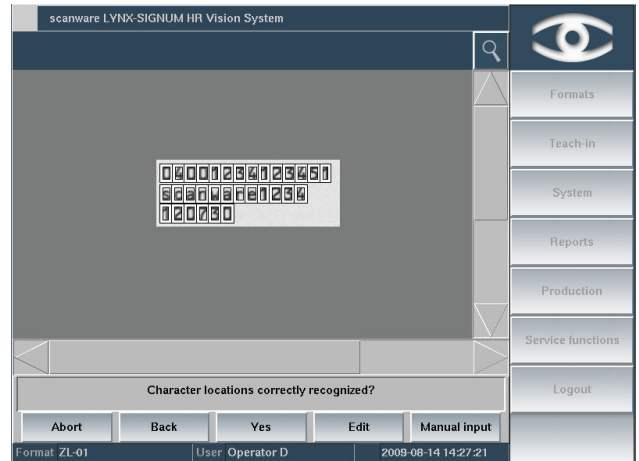 scanware LYNX-SIGNUM HR Vision System
Formats
Teach-in
System
Reports
Production
Service functions
Logout
04001234123451
scanware1234
120730
Character locations correctly recognized?
Abort Back Yes Edit Manual input
Format ZL-01 User Operator D 2009-08-14 14:27:21